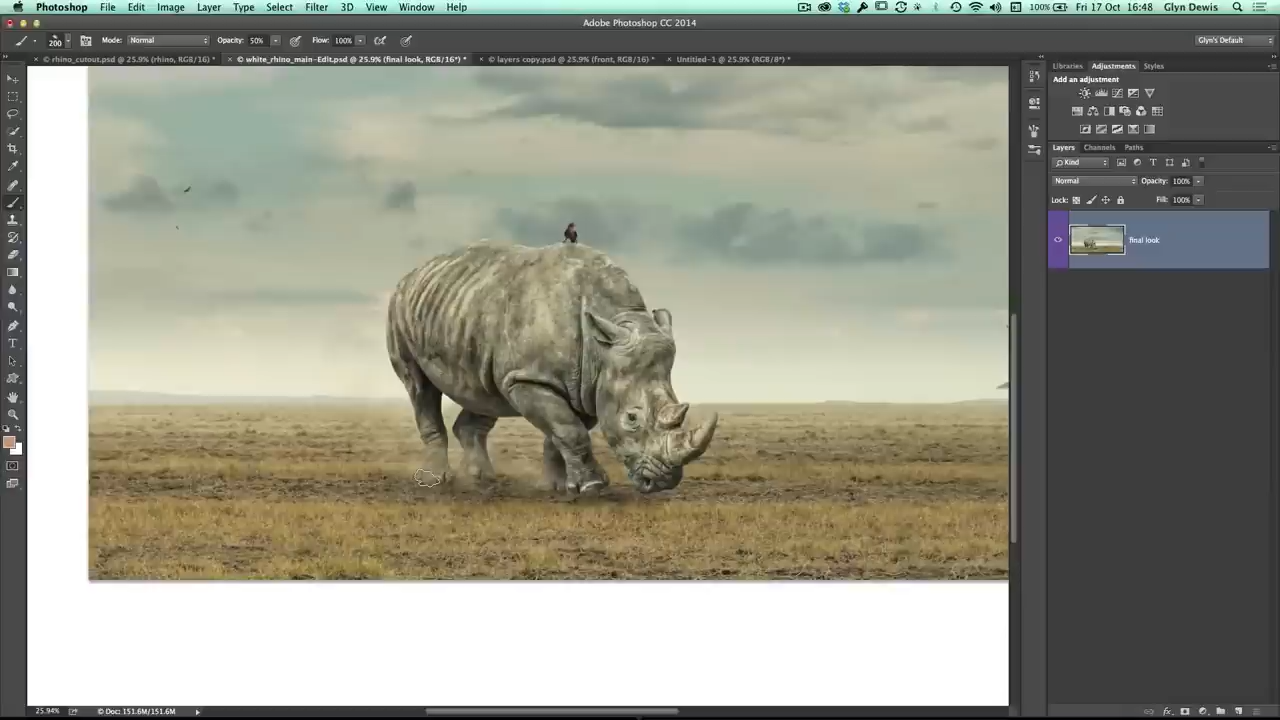 Photoshop File Edit Image Layer Type Select Filter 3D View Window Help 100% Fri 17 Oct 16:48 Glyn Dewis
Adobe Photoshop CC 2014
200 Mode: Normal Opacity: 50% Flow: 100% Glyn's Default
× © rhino_cutout.psd @ 25.9% (rhino, RGB/16) * × © white_rhino_main-Edit.psd @ 25.9% (final look, RGB/16*) * × © layers copy.psd @ 25.9% (front, RGB/16) * × Untitled-1 @ 25.9% (RGB/8*) *
Libraries Adjustments Styles
Add an adjustment
Layers Channels Paths
Kind
Normal Opacity: 100%
Lock: Fill: 100%
final look
25.94% © Doc: 151.6M/151.6M